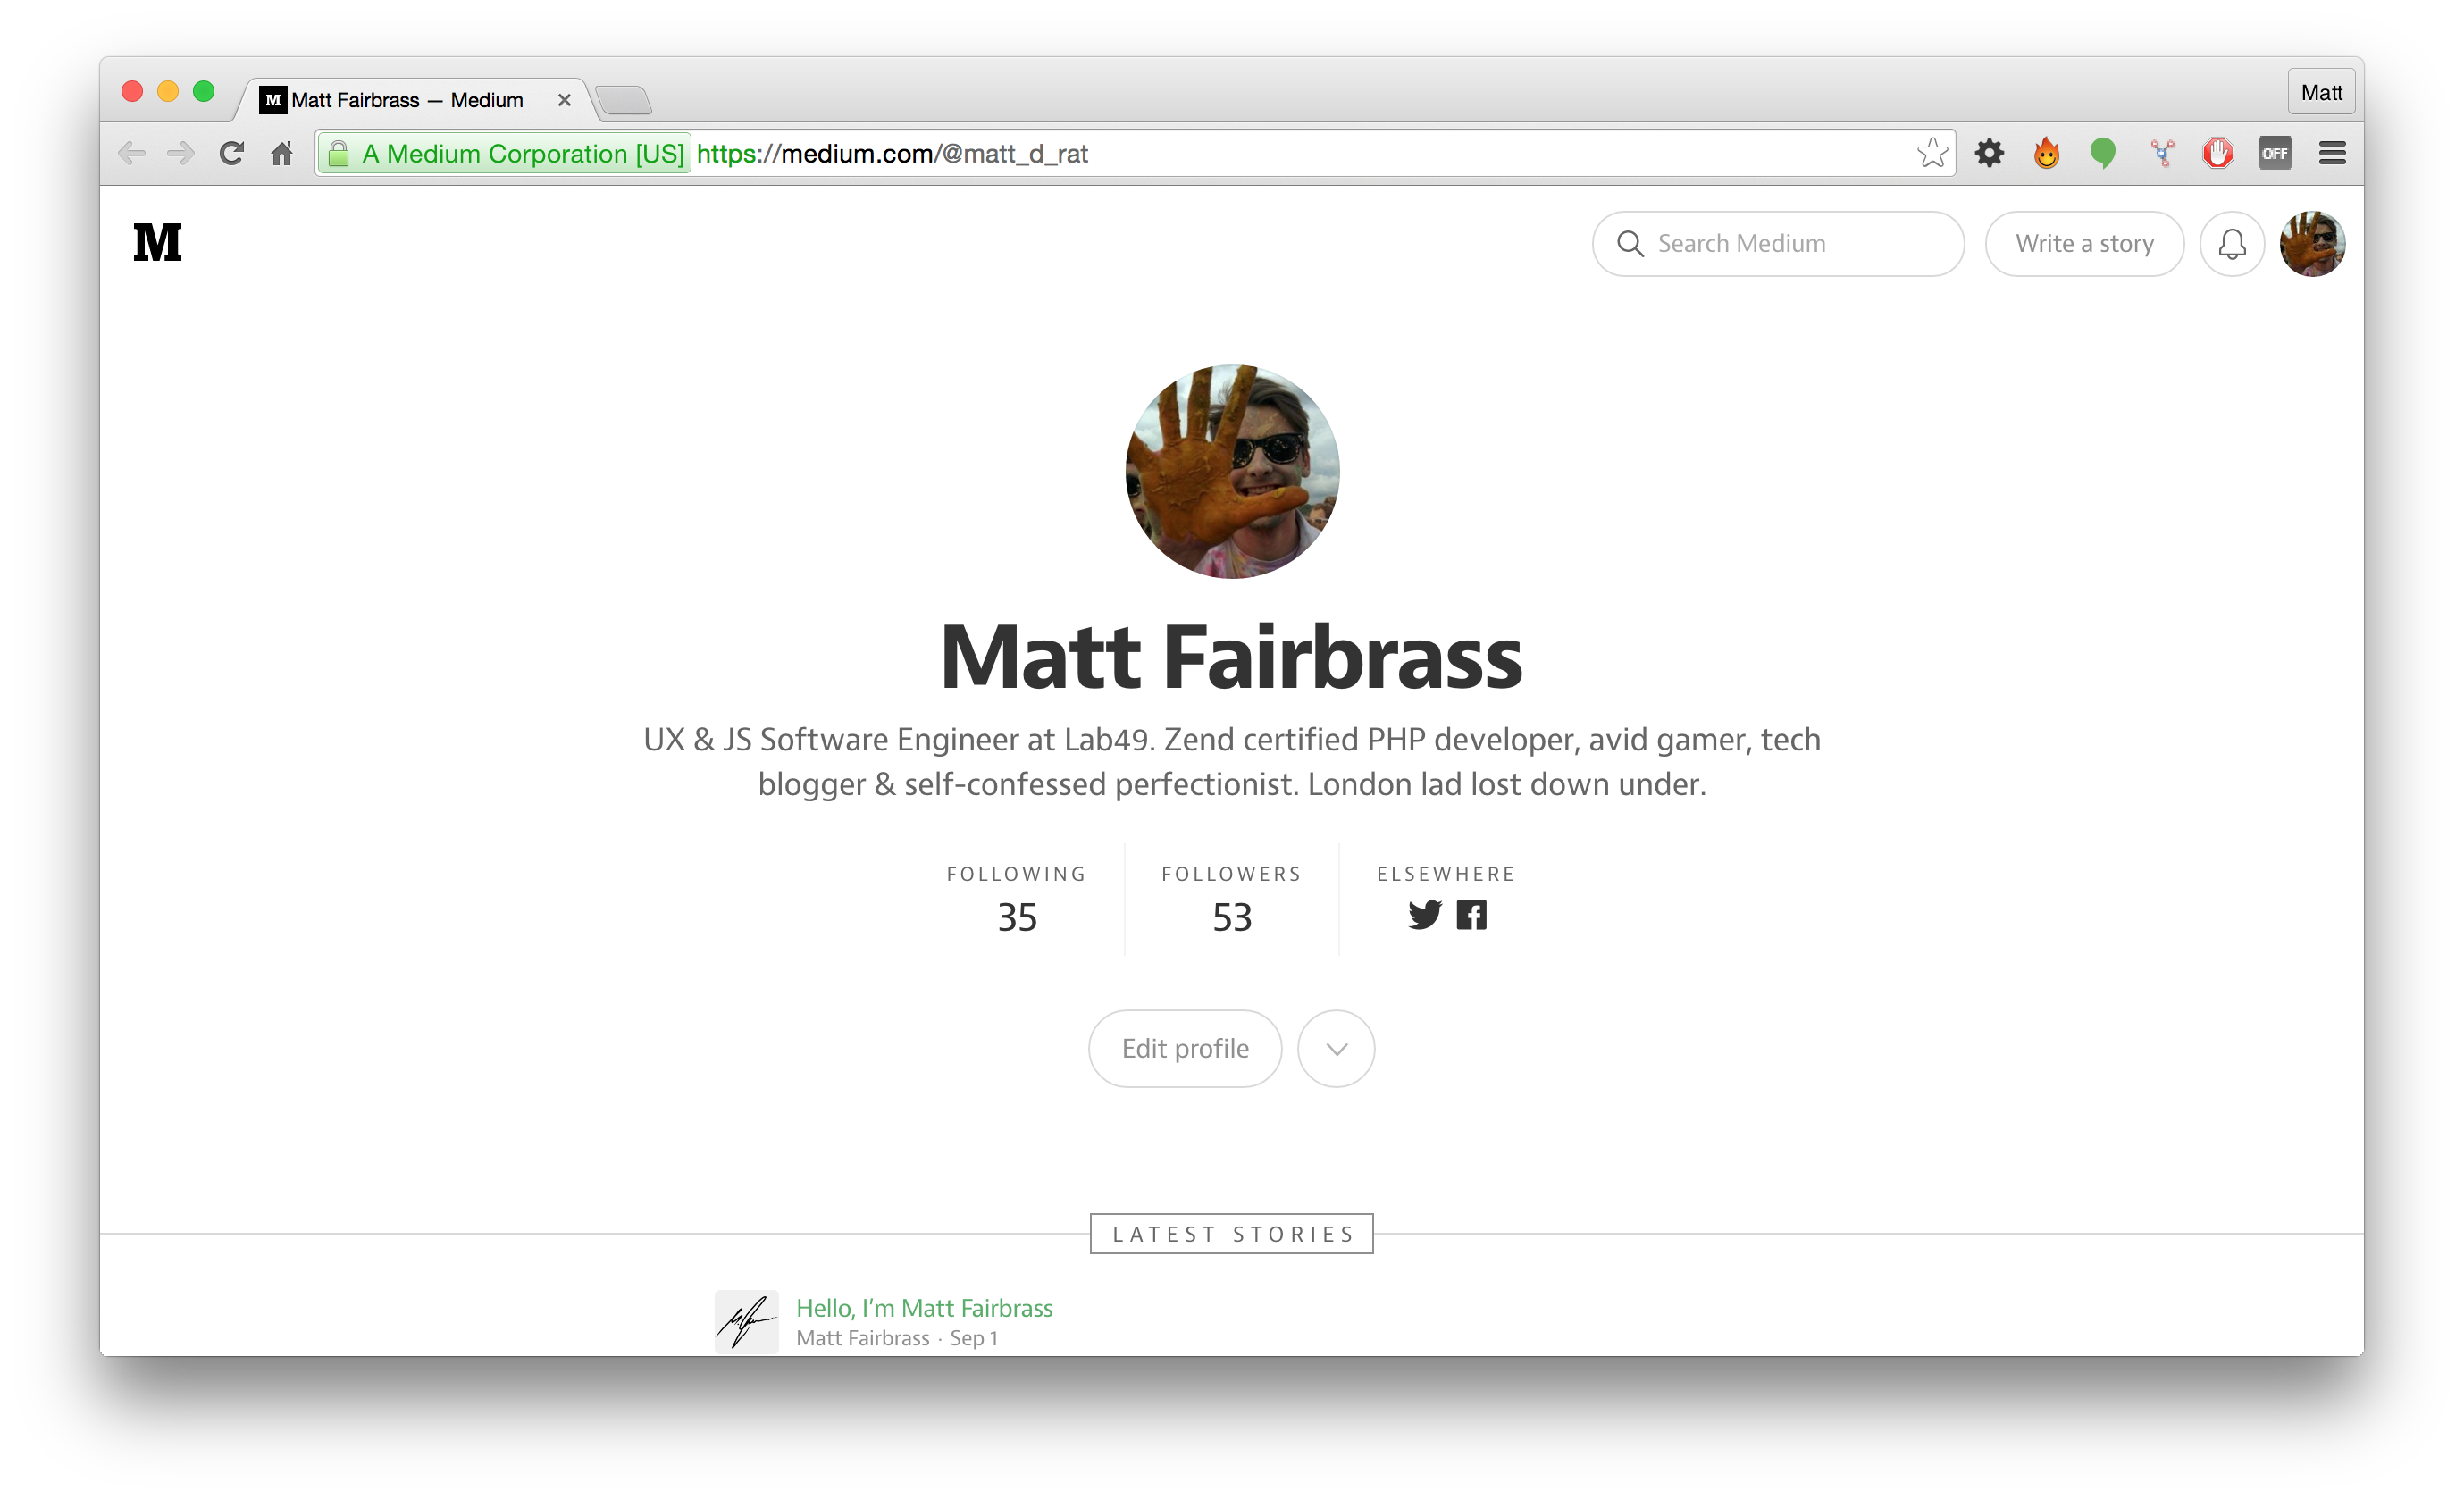 Matt Fairbrass — Medium
Matt
A Medium Corporation [US] https://medium.com/@matt_d_rat
OFF
M
Search Medium
Write a story
Matt Fairbrass
UX & JS Software Engineer at Lab49. Zend certified PHP developer, avid gamer, tech
blogger & self-confessed perfectionist. London lad lost down under.
FOLLOWING
35
FOLLOWERS
53
ELSEWHERE
Edit profile
LATEST STORIES
Hello, I’m Matt Fairbrass
Matt Fairbrass · Sep 1